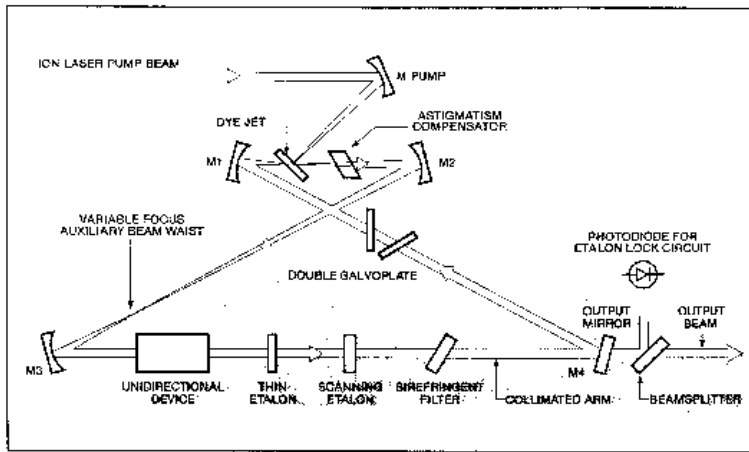 ION LASER PUMP BEAM
M PUMP
DYE JET
ASTIGMATISM
COMPENSATOR
M1
M2
VARIABLE FOCUS
AUXILIARY BEAM WAIST
DOUBLE GALVOPLATE
PHOTODIODE FOR
ETALON LOCK CIRCUIT
OUTPUT
MIRROR
OUTPUT
BEAM
M3
M4
UNIDIRECTIONAL
DEVICE
THIN
ETALON
SCANNING
ETALON
BIREFRINGENT
FILTER
COLLIMATED ARM
BEAMSPLITTER